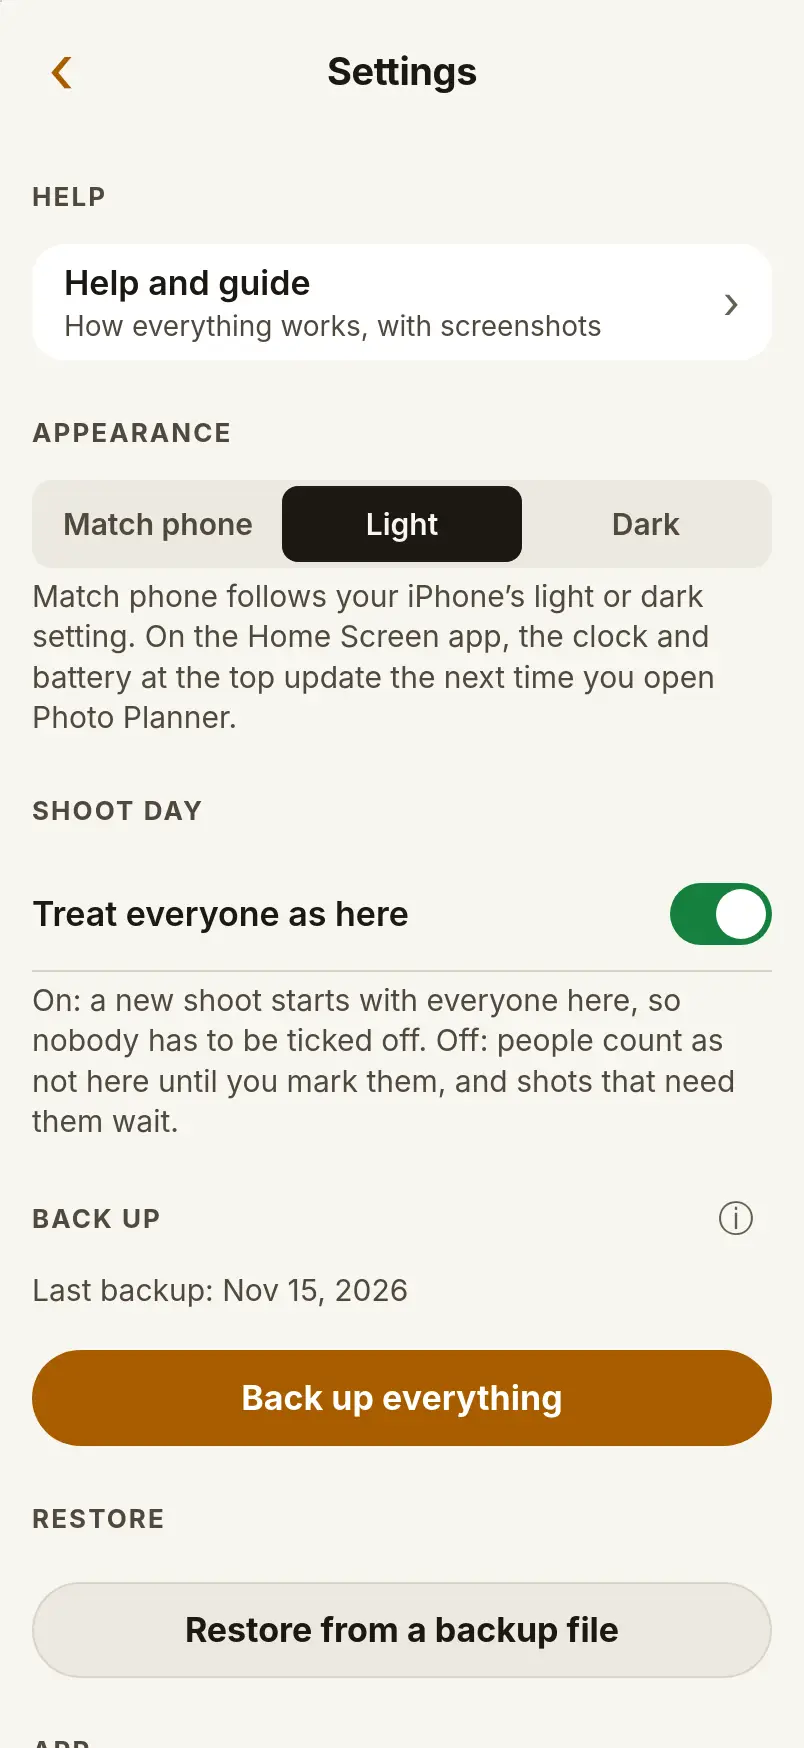 Settings
HELP
Help and guide
How everything works, with screenshots
APPEARANCE
Match phone
Light
Dark
Match phone follows your iPhone’s light or dark
setting. On the Home Screen app, the clock and
battery at the top update the next time you open
Photo Planner.
SHOOT DAY
Treat everyone as here
On: a new shoot starts with everyone here, so
nobody has to be ticked off. Off: people count as
not here until you mark them, and shots that need
them wait.
BACK UP
Last backup: Nov 15, 2026
Back up everything
RESTORE
Restore from a backup file
APP